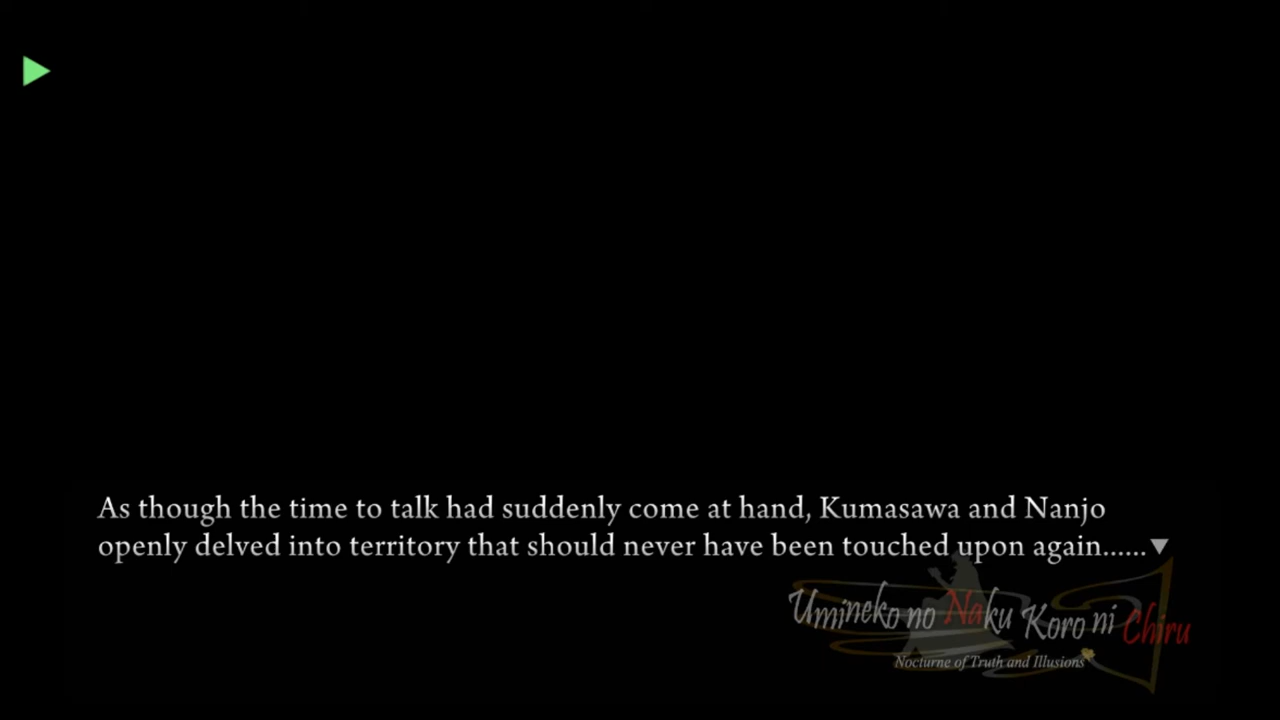 As though the time to talk had suddenly come at hand, Kumasawa and Nanjo
openly delved into territory that should never have been touched upon again......
Umineko no Naku Koro ni Chiru
Nocturne of Truth and Illusions